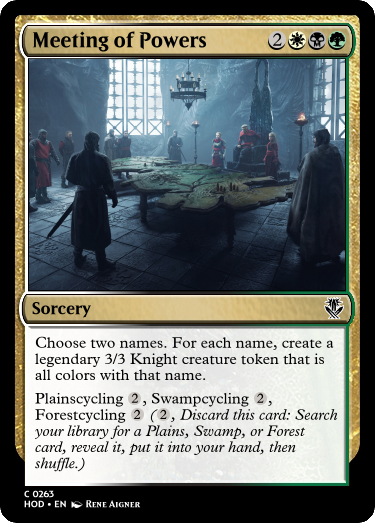 Meeting of Powers 2
Sorcery
Choose two names. For each name, create a
legendary 3/3 Knight creature token that is
all colors with that name.
Plainscycling 2, Swampcycling 2,
Forestcycling 2 (2, Discard this card: Search
your library for a Plains, Swamp, or Forest
card, reveal it, put it into your hand, then
shuffle.)
C 0263
HOD • EN Rene Aigner